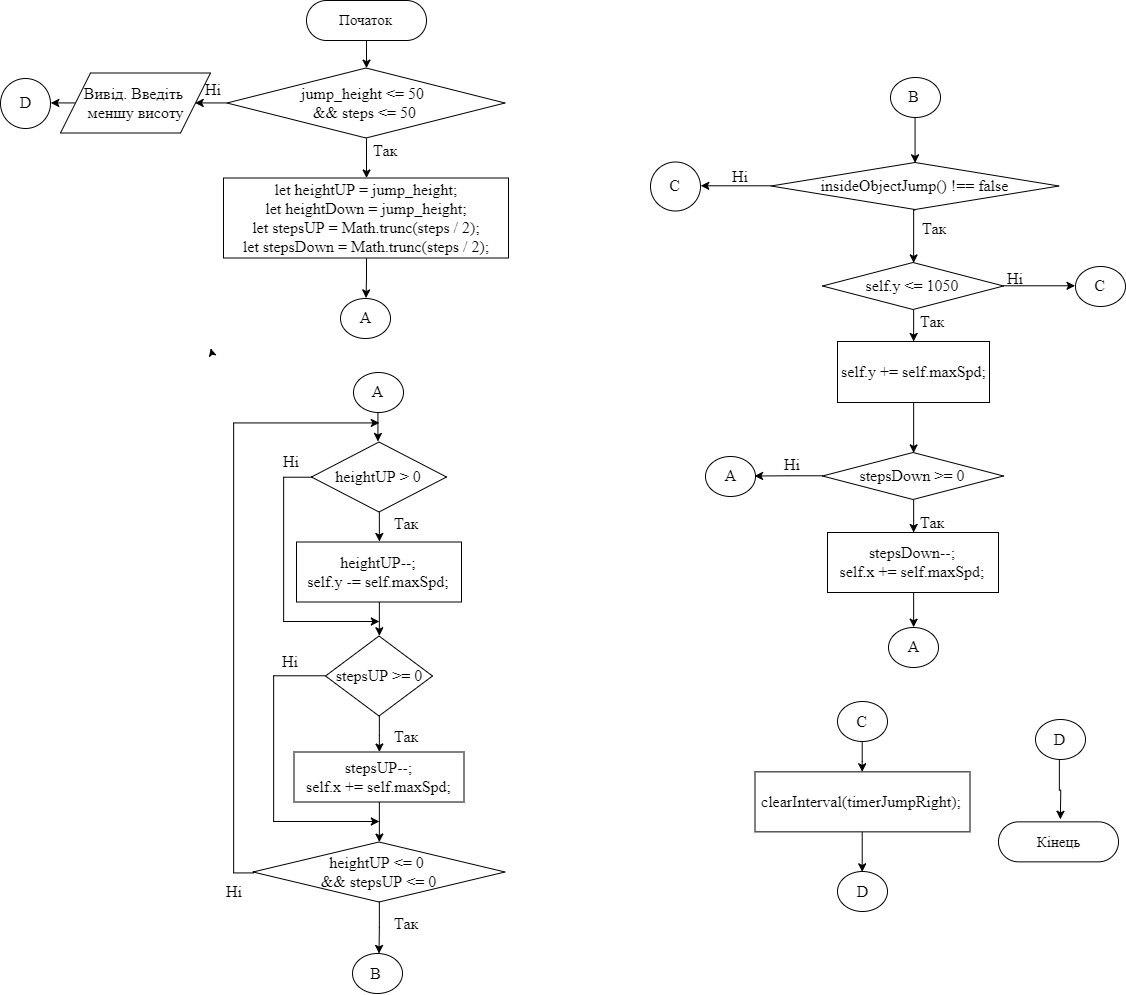 Початок
jump_height <= 50
&& steps <= 50
Ні
Вивід. Введіть
меншу висоту
D
Так
let heightUP = jump_height;
let heightDown = jump_height;
let stepsUP = Math.trunc(steps / 2);
let stepsDown = Math.trunc(steps / 2);
A
A
heightUP > 0
Ні
Так
heightUP--;
self.y -= self.maxSpd;
stepsUP >= 0
Ні
Так
stepsUP--;
self.x += self.maxSpd;
heightUP <= 0
&& stepsUP <= 0
Ні
Так
B
B
insideObjectJump() !== false
Ні
C
Так
self.y <= 1050
Ні
C
Так
self.y += self.maxSpd;
stepsDown >= 0
Ні
A
Так
stepsDown--;
self.x += self.maxSpd;
A
C
clearInterval(timerJumpRight);
D
D
Кінець